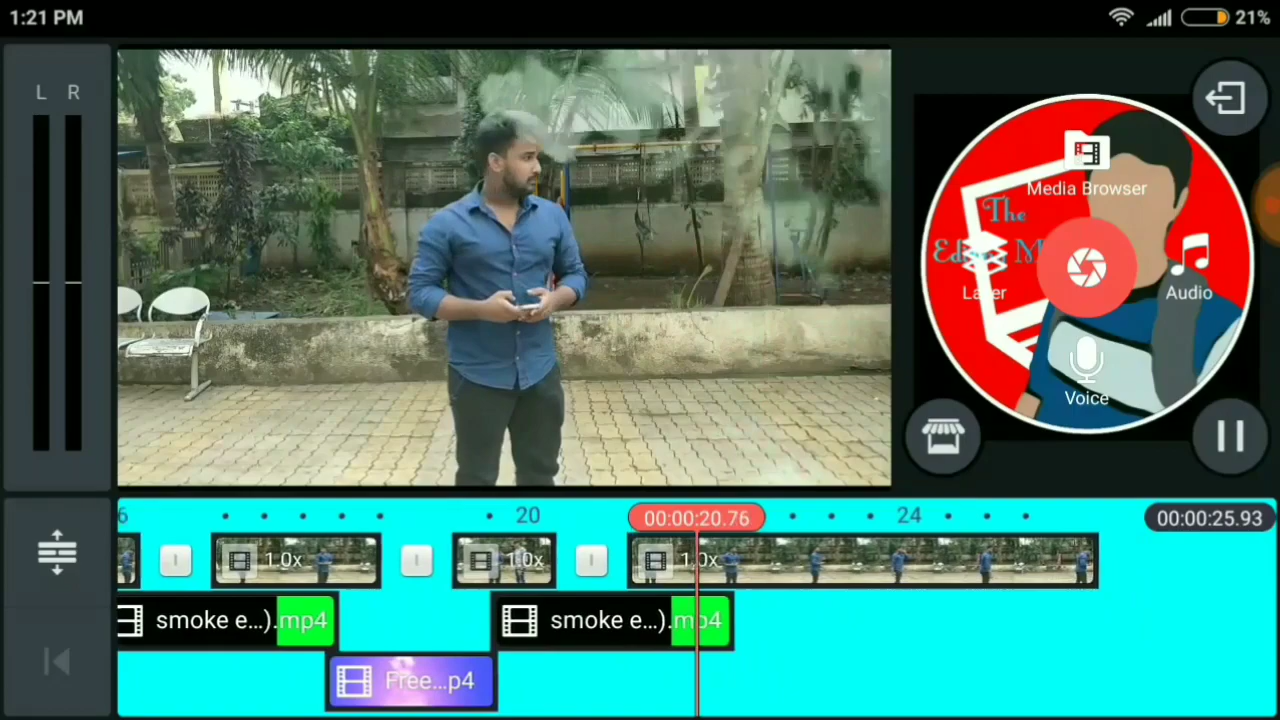 1:21 PM
21%
L R
Media Browser
The
Layer
Audio
Voice
6
20
00:00:20.76
24
00:00:25.93
1.0x
1.0x
1.0x
smoke e...).mp4
smoke e...).mp4
Free...p4